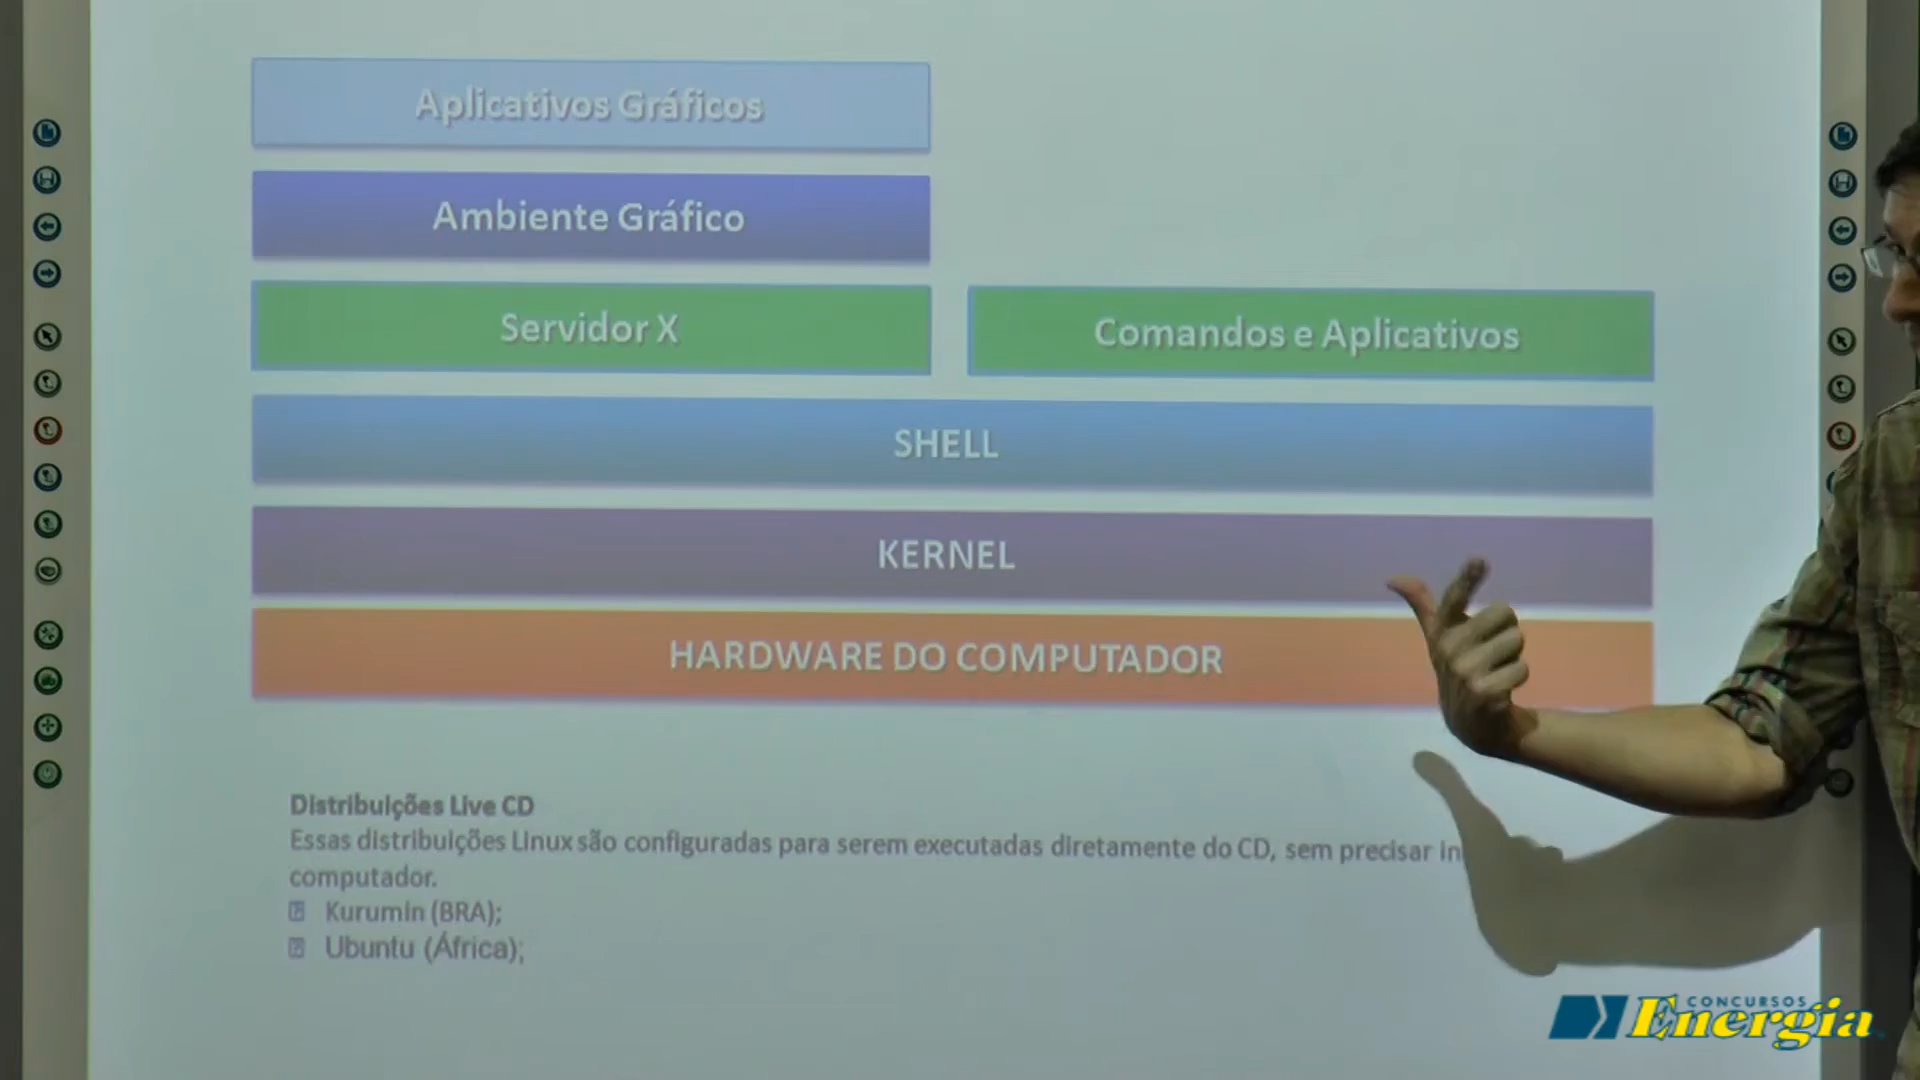 Aplicativos Gráficos
Ambiente Gráfico
Servidor X
Comandos e Aplicativos
SHELL
KERNEL
HARDWARE DO COMPUTADOR
Distribuições Live CD
Essas distribuições Linux são configuradas para serem executadas diretamente do CD, sem precisar
computador.
Kurumin (BRA);
Ubuntu (África);
CONCURSOS
Energia